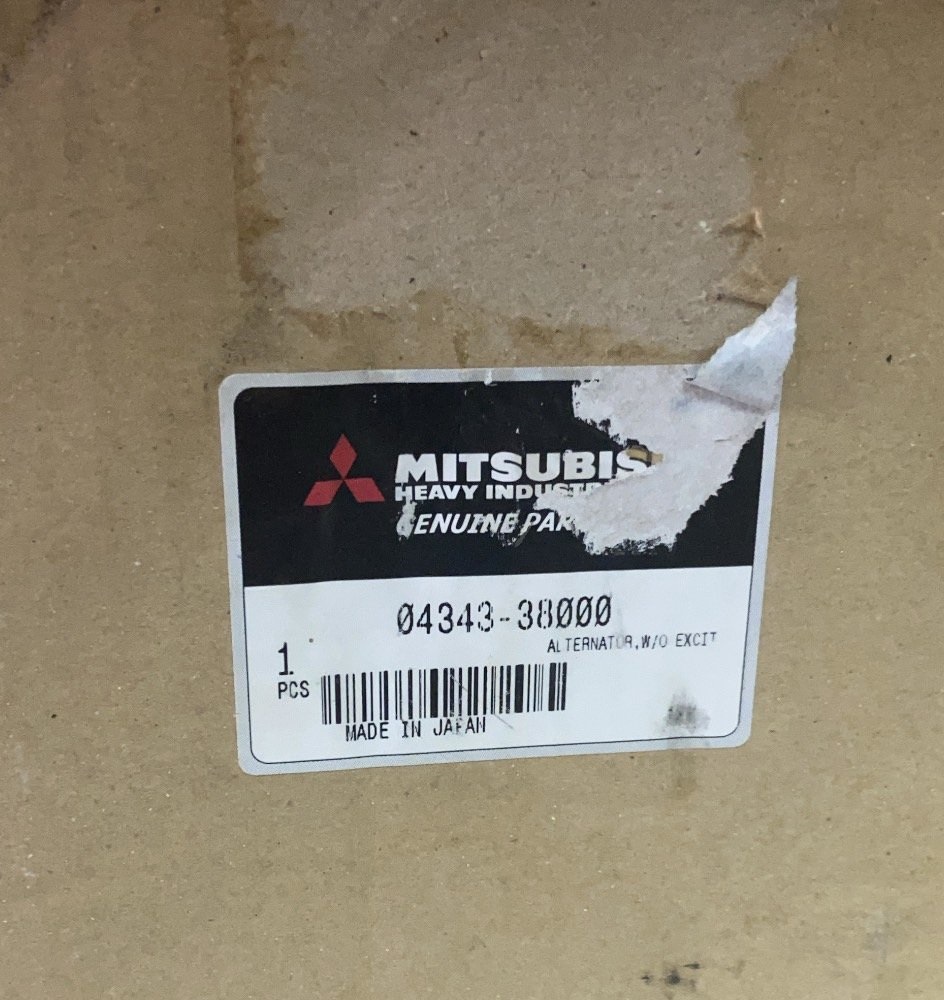 MITSUBIS
HEAVY INDUST
GENUINE PAR
04343-38000
ALTERNATOR,W/O EXCIT
1
PCS
MADE IN JAPAN